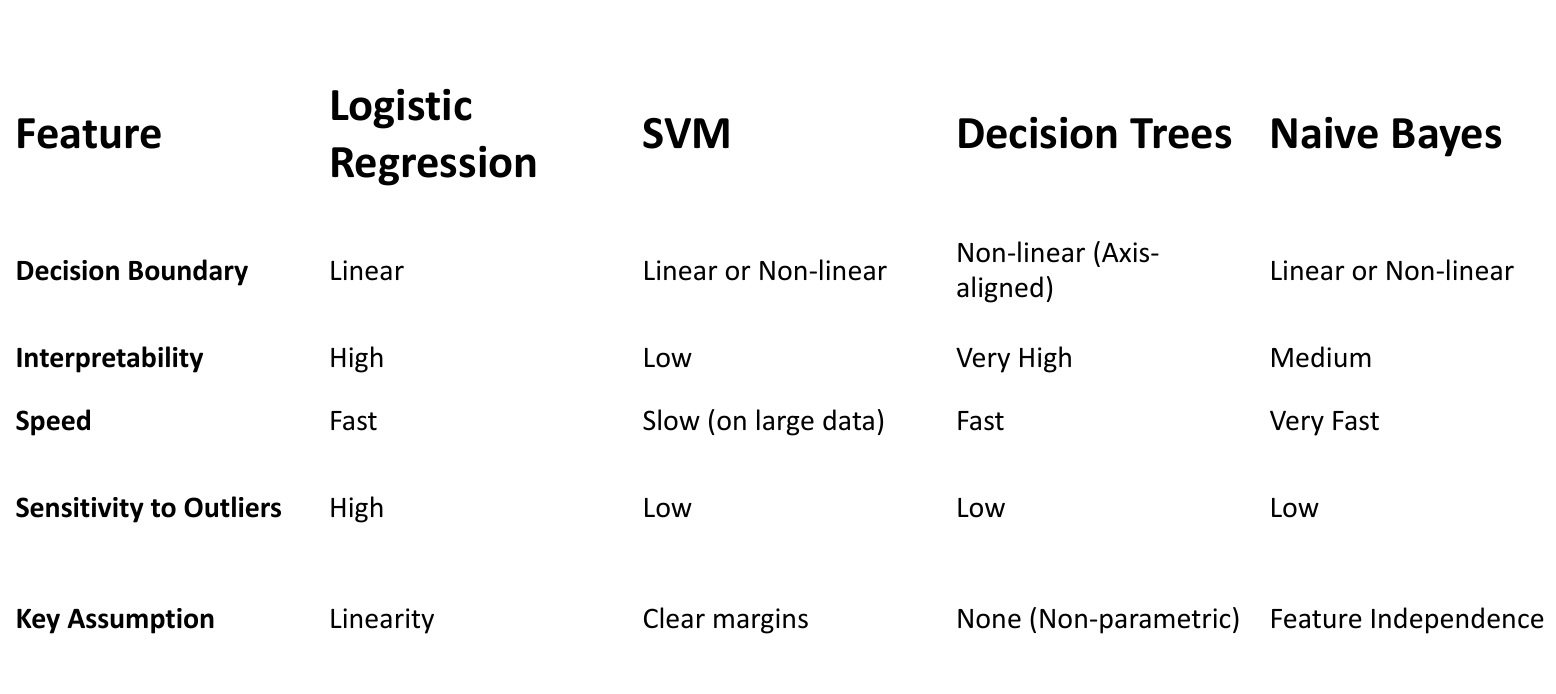 Feature Logistic Regression SVM Decision Trees Naive Bayes
Decision Boundary Linear Linear or Non-linear Non-linear (Axis-aligned) Linear or Non-linear
Interpretability High Low Very High Medium
Speed Fast Slow (on large data) Fast Very Fast
Sensitivity to Outliers High Low Low Low
Key Assumption Linearity Clear margins None (Non-parametric) Feature Independence